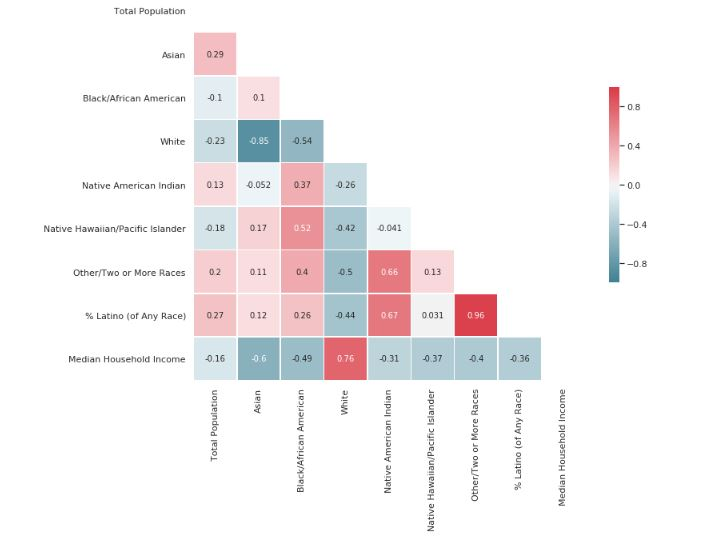 Total Population
Asian 0.29
Black/African American -0.1 0.1
White -0.23 -0.85 -0.54
Native American Indian 0.13 -0.052 0.37 -0.26
Native Hawaiian/Pacific Islander -0.18 0.17 0.52 -0.42 -0.041
Other/Two or More Races 0.2 0.11 0.4 -0.5 0.66 0.13
% Latino (of Any Race) 0.27 0.12 0.26 -0.44 0.67 0.031 0.96
Median Household Income -0.16 -0.6 -0.49 0.76 -0.31 -0.37 -0.4 -0.36
Total Population
Asian
Black/African American
White
Native American Indian
Native Hawaiian/Pacific Islander
Other/Two or More Races
% Latino (of Any Race)
Median Household Income
0.8
0.4
0.0
−0.4
−0.8